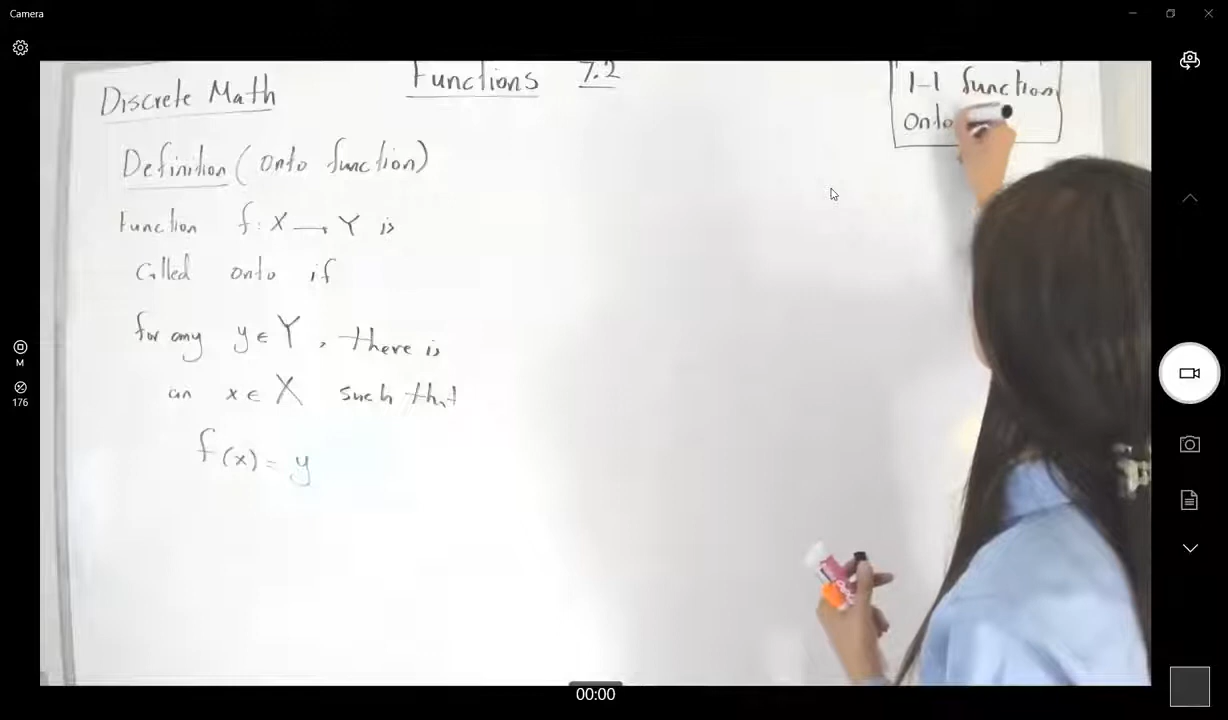 Camera
Discrete Math
Functions 7.2
1-1 function
onto
Definition (onto function)
Function f: X → Y is
Called onto if
for any y ∈ Y, there is
an x ∈ X such that
f(x) = y
M
176
00:00